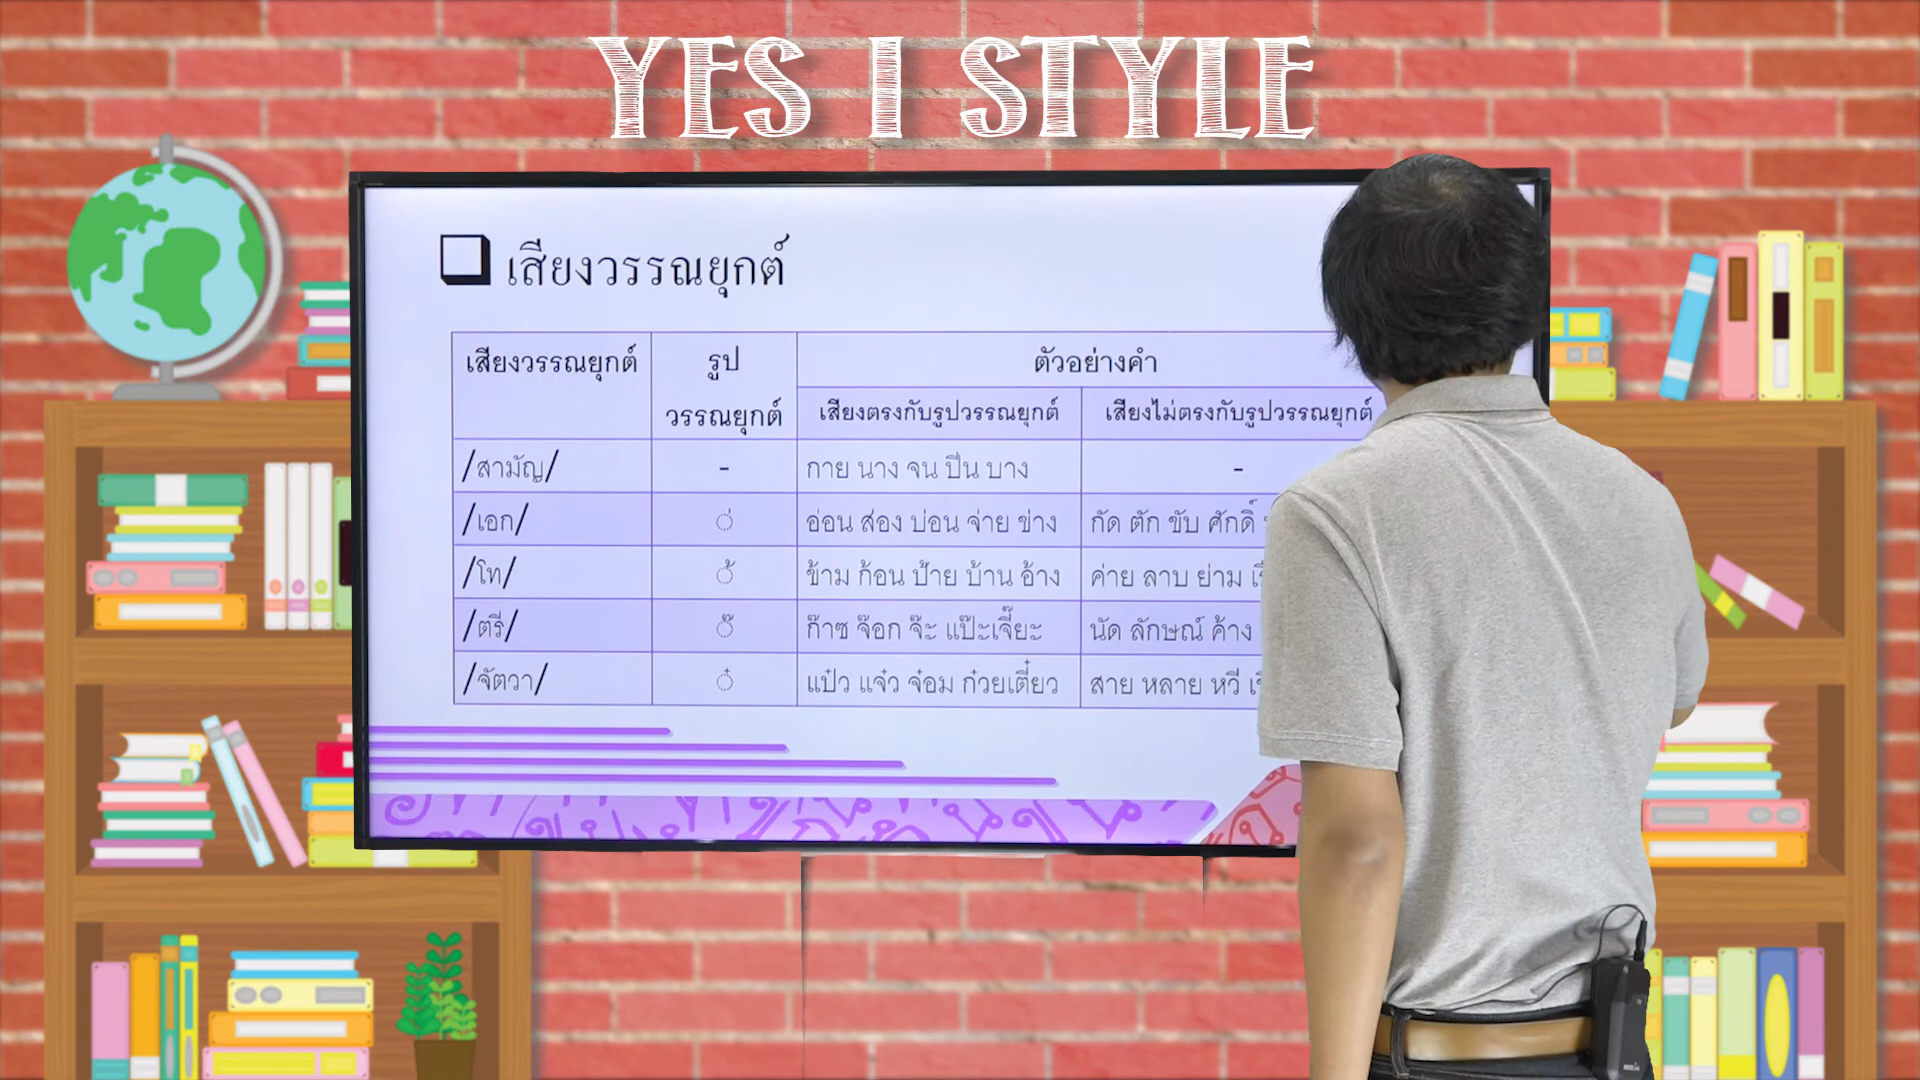 YES I STYLE
เสียงวรรณยุกต์
เสียงวรรณยุกต์ รูป วรรณยุกต์ ตัวอย่างคำ
เสียงตรงกับรูปวรรณยุกต์ เสียงไม่ตรงกับรูปวรรณยุกต์
/สามัญ/ - กาย นาง จน ปีน บาง -
/เอก/ ◌่ อ่อน ส่อง บ่อน จ่าย ข่าง กัด ตัก ขับ ศักดิ์
/โท/ ◌้ ข้าม ก้อน ป้าย บ้าน อ้าง ค่าย ลาบ ย่าม
/ตรี/ ◌๊ ก๊าซ จ๊อก จ๊ะ แป๊ะเจี๊ยะ นัด ลักษณ์ ค้าง
/จัตวา/ ◌๋ แป๋ว แจ๋ว จ๋อม ก๋วยเตี๋ยว สาย หลาย หวี